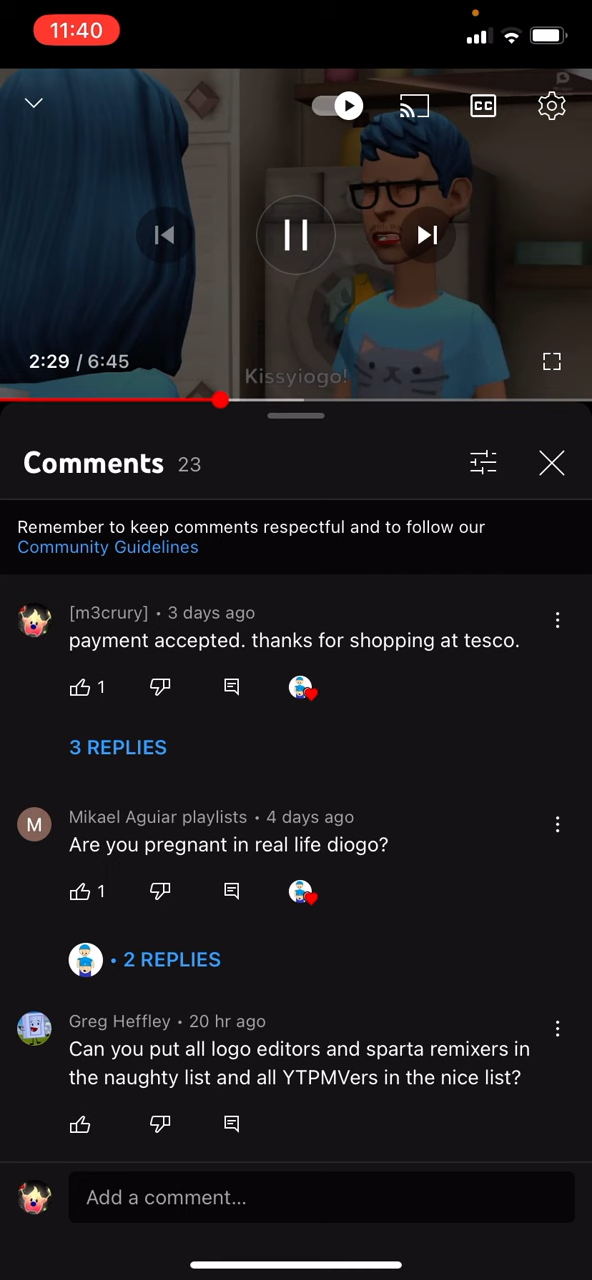 11:40
CC
2:29 / 6:45
Kissyiogo!
Comments 23
Remember to keep comments respectful and to follow our
Community Guidelines
[m3crury] • 3 days ago
payment accepted. thanks for shopping at tesco.
1
3 REPLIES
M
Mikael Aguiar playlists • 4 days ago
Are you pregnant in real life diogo?
1
• 2 REPLIES
Greg Heffley • 20 hr ago
Can you put all logo editors and sparta remixers in
the naughty list and all YTPMVers in the nice list?
Add a comment...